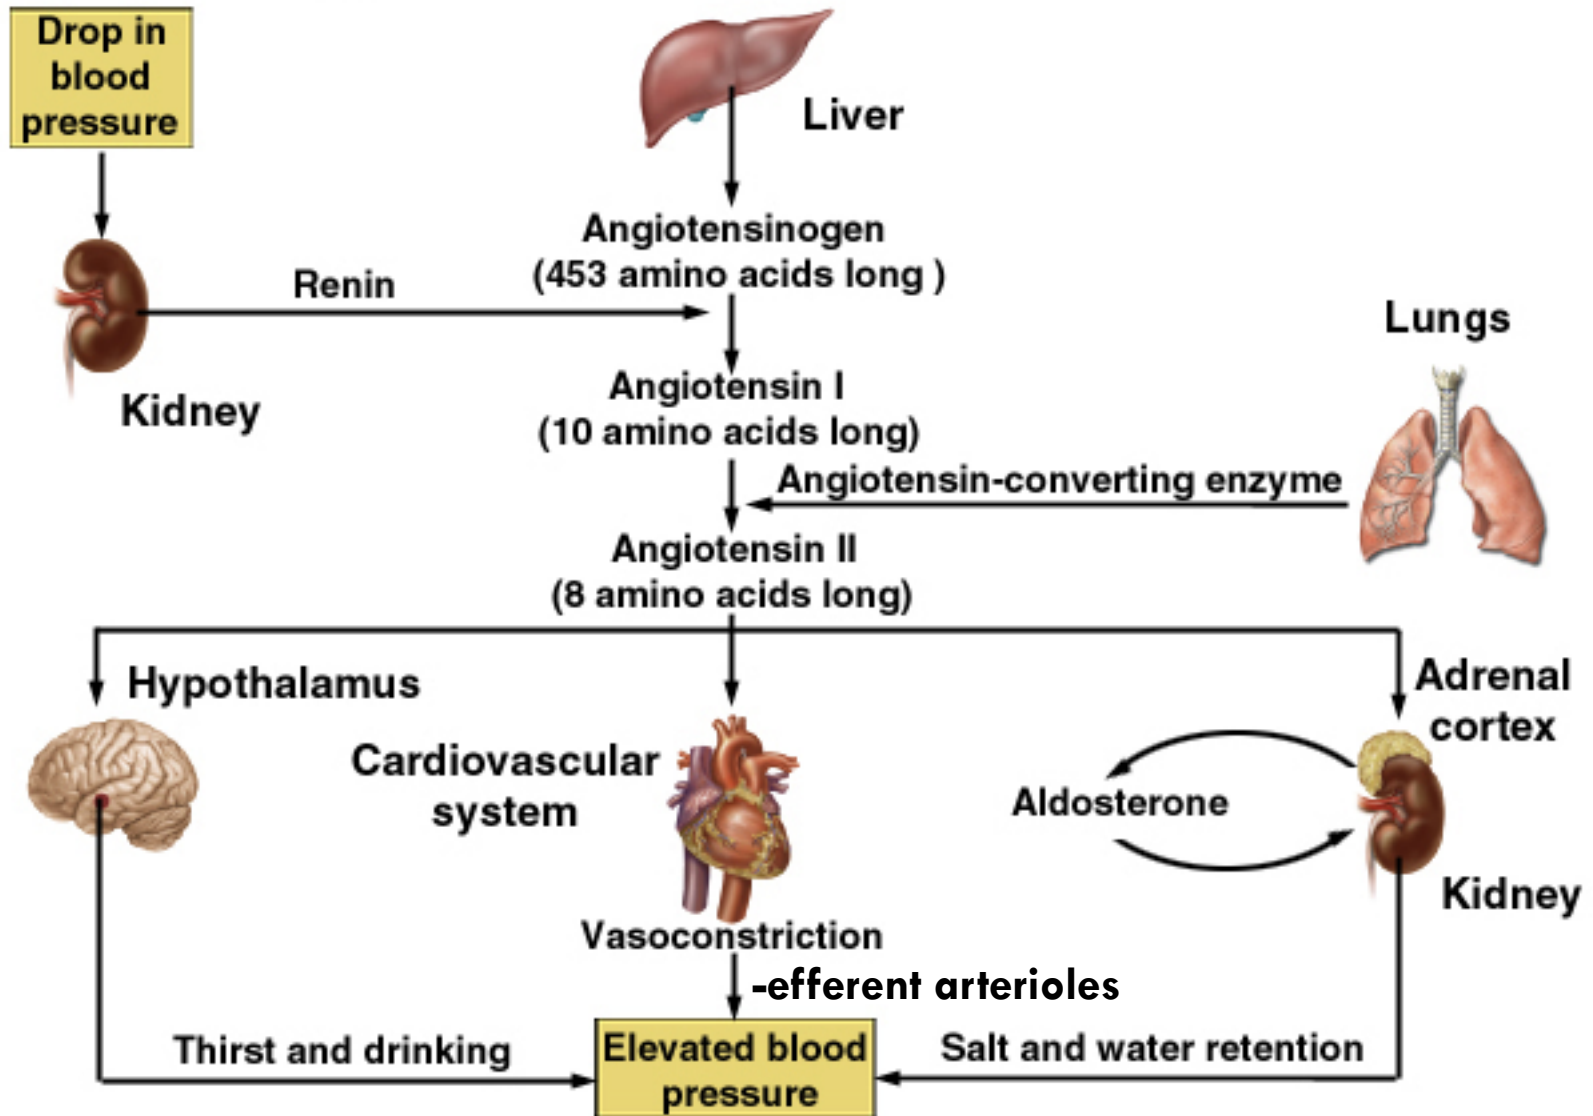 Drop in
blood
pressure
Liver
Angiotensinogen
(453 amino acids long )
Renin
Lungs
Kidney
Angiotensin I
(10 amino acids long)
Angiotensin-converting enzyme
Angiotensin II
(8 amino acids long)
Hypothalamus
Cardiovascular
system
Adrenal
cortex
Aldosterone
Kidney
Vasoconstriction
-efferent arterioles
Thirst and drinking
Elevated blood
pressure
Salt and water retention